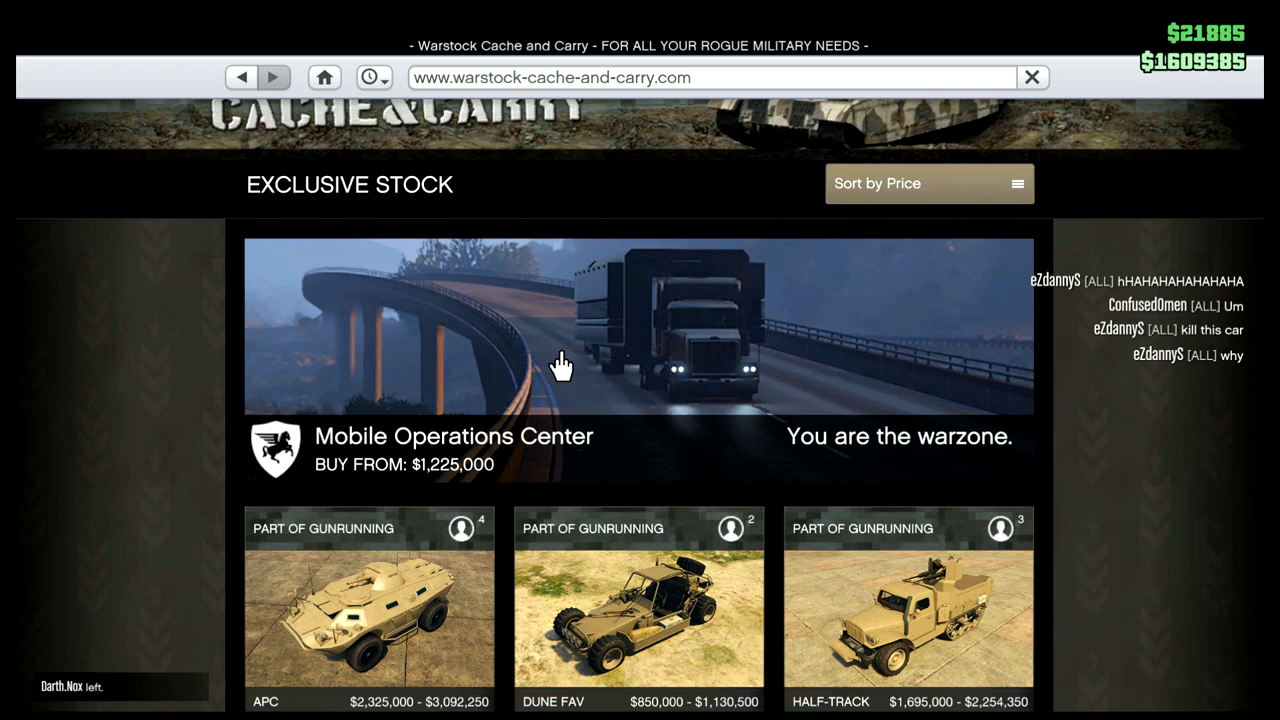 - Warstock Cache and Carry - FOR ALL YOUR ROGUE MILITARY NEEDS -
$21885
$1609385
www.warstock-cache-and-carry.com
CACHE&CARRY
EXCLUSIVE STOCK
Sort by Price
eZdannyS [ALL] hHAHAHAHAHAHAHA
ConfusedOmen [ALL] Um
eZdannyS [ALL] kill this car
eZdannyS [ALL] why
Mobile Operations Center
You are the warzone.
BUY FROM: $1,225,000
PART OF GUNRUNNING 4
PART OF GUNRUNNING 2
PART OF GUNRUNNING 3
Darth.Nox left.
APC $2,325,000 - $3,092,250
DUNE FAV $850,000 - $1,130,500
HALF-TRACK $1,695,000 - $2,254,350